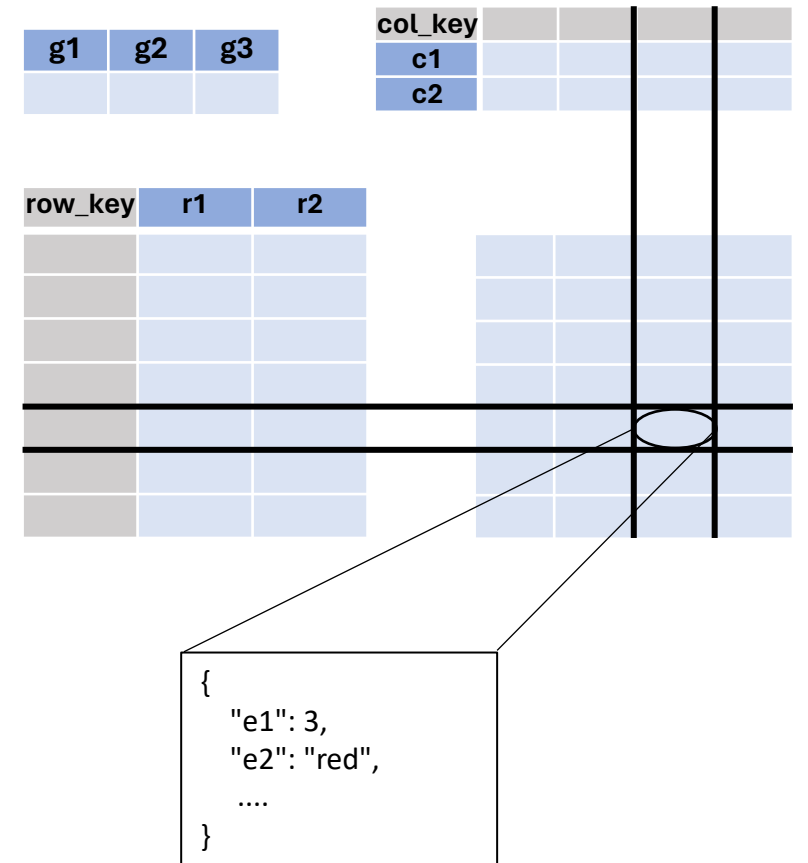 g1 g2 g3
col_key
c1
c2
row_key r1 r2
{
"e1": 3,
"e2": "red",
....
}